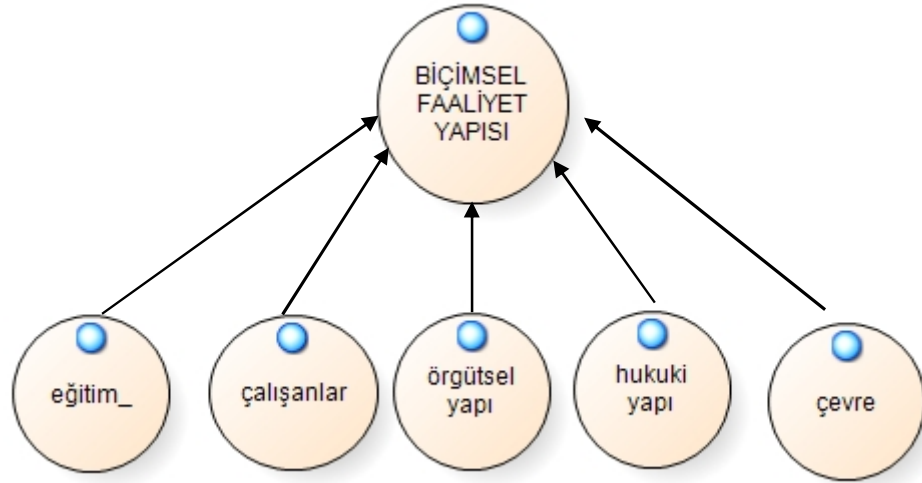 BİÇİMSEL
FAALİYET
YAPISI
eğitim_
çalışanlar
örgütsel
yapı
hukuki
yapı
çevre